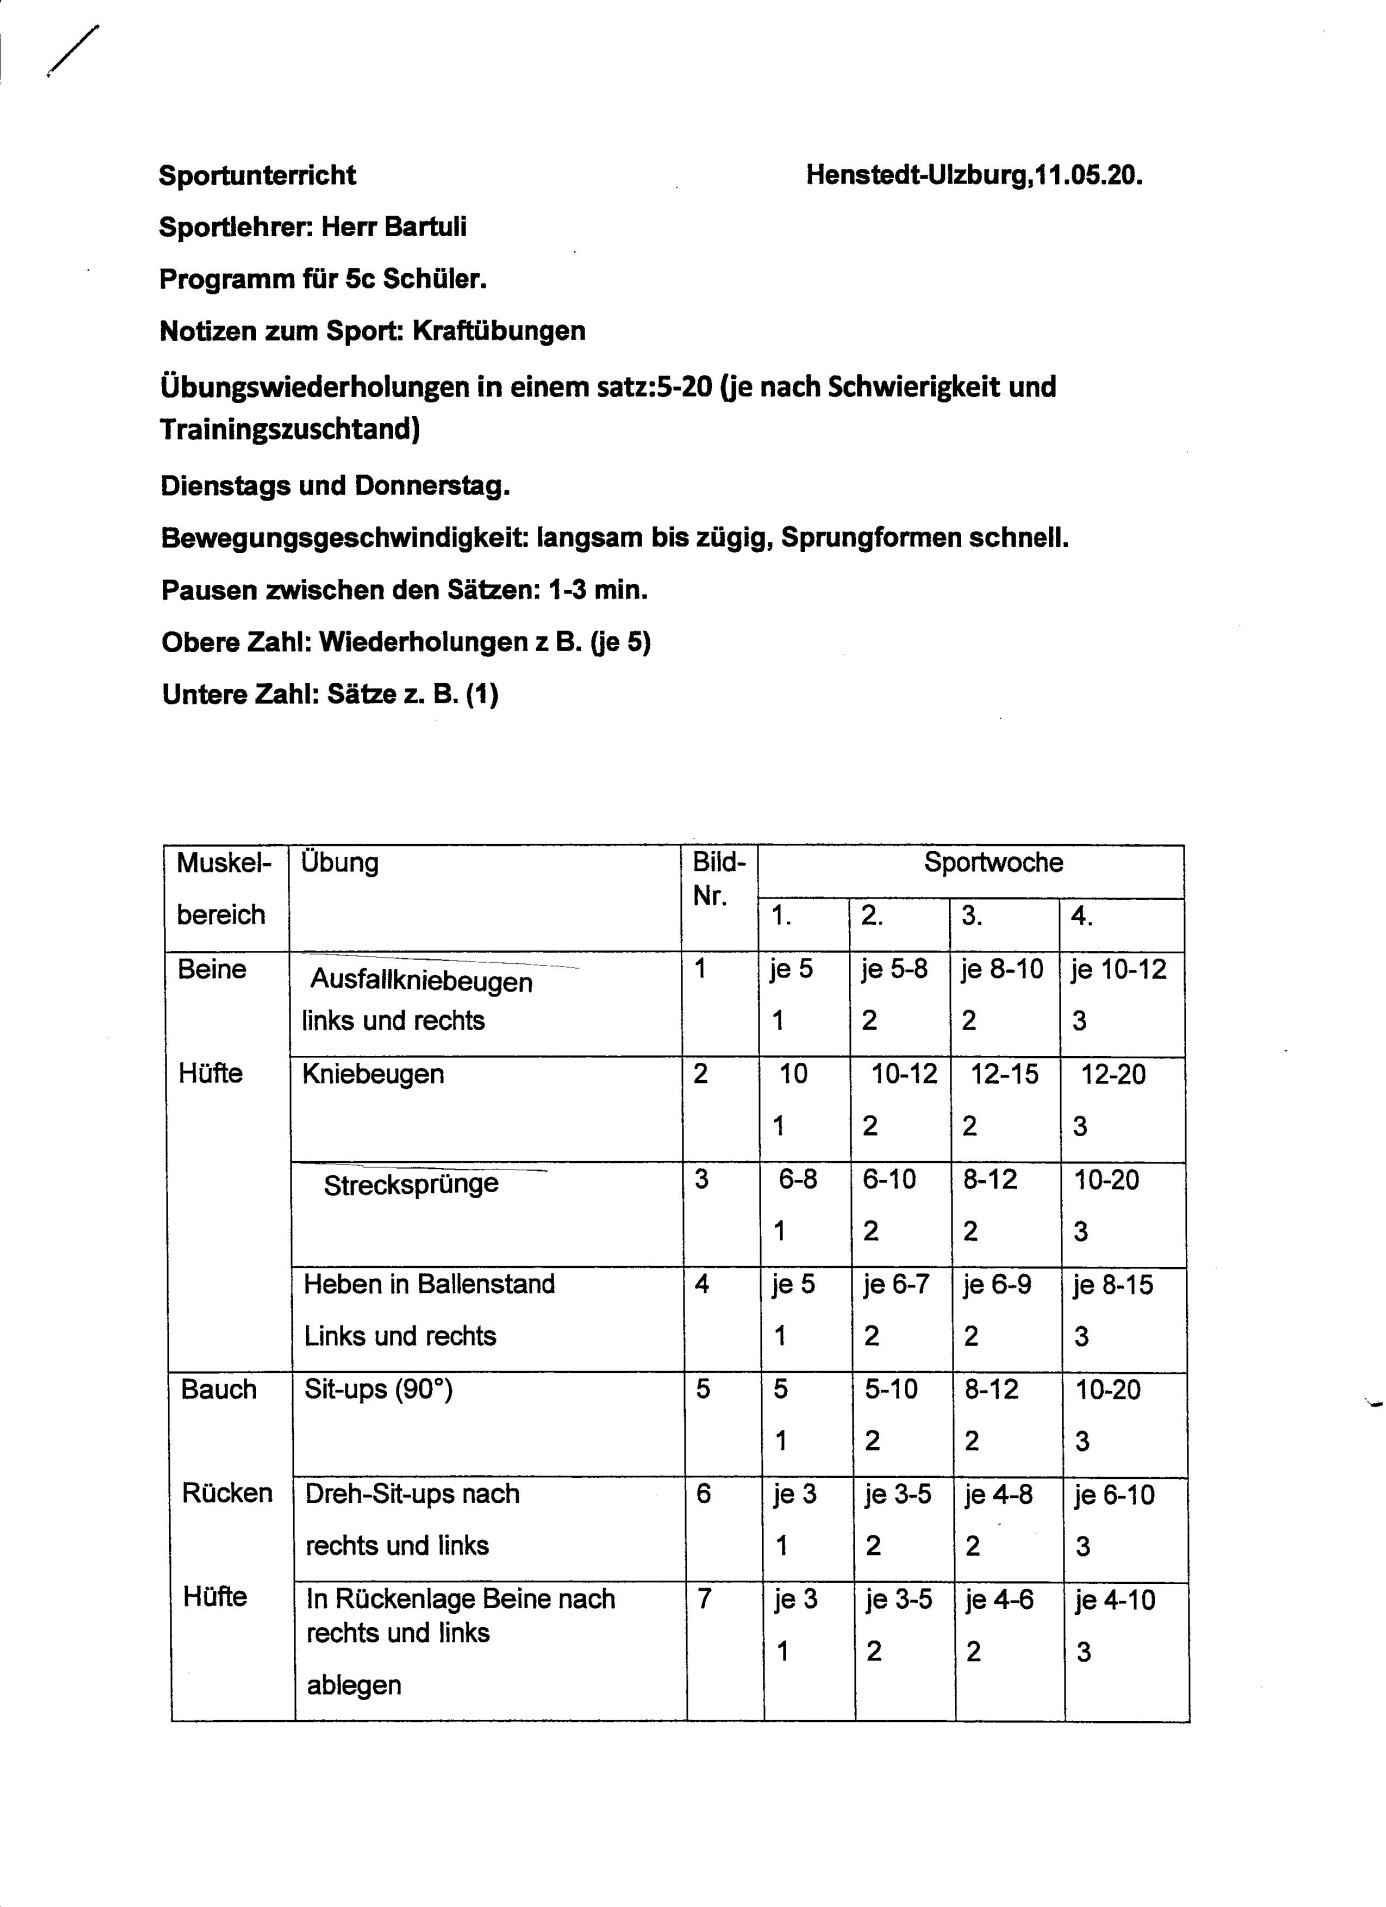 Sportunterricht Henstedt-Ulzburg,11.05.20.
Sportlehrer: Herr Bartuli
Programm für 5c Schüler.
Notizen zum Sport: Kraftübungen
Übungswiederholungen in einem satz:5-20 (je nach Schwierigkeit und
Trainingszuschtand)
Dienstags und Donnerstag.
Bewegungsgeschwindigkeit: langsam bis zügig, Sprungformen schnell.
Pausen zwischen den Sätzen: 1-3 min.
Obere Zahl: Wiederholungen z B. (je 5)
Untere Zahl: Sätze z. B. (1)
Muskel- Übung Bild- Sportwoche
Nr.
bereich 1. 2. 3. 4.
Beine Ausfallkniebeugen 1 je 5 je 5-8 je 8-10 je 10-12
links und rechts 1 2 2 3
Hüfte Kniebeugen 2 10 10-12 12-15 12-20
1 2 2 3
Strecksprünge 3 6-8 6-10 8-12 10-20
1 2 2 3
Heben in Ballenstand 4 je 5 je 6-7 je 6-9 je 8-15
Links und rechts 1 2 2 3
Bauch Sit-ups (90°) 5 5 5-10 8-12 10-20
1 2 2 3
Rücken Dreh-Sit-ups nach 6 je 3 je 3-5 je 4-8 je 6-10
rechts und links 1 2 2 3
Hüfte In Rückenlage Beine nach 7 je 3 je 3-5 je 4-6 je 4-10
rechts und links
1 2 2 3
ablegen